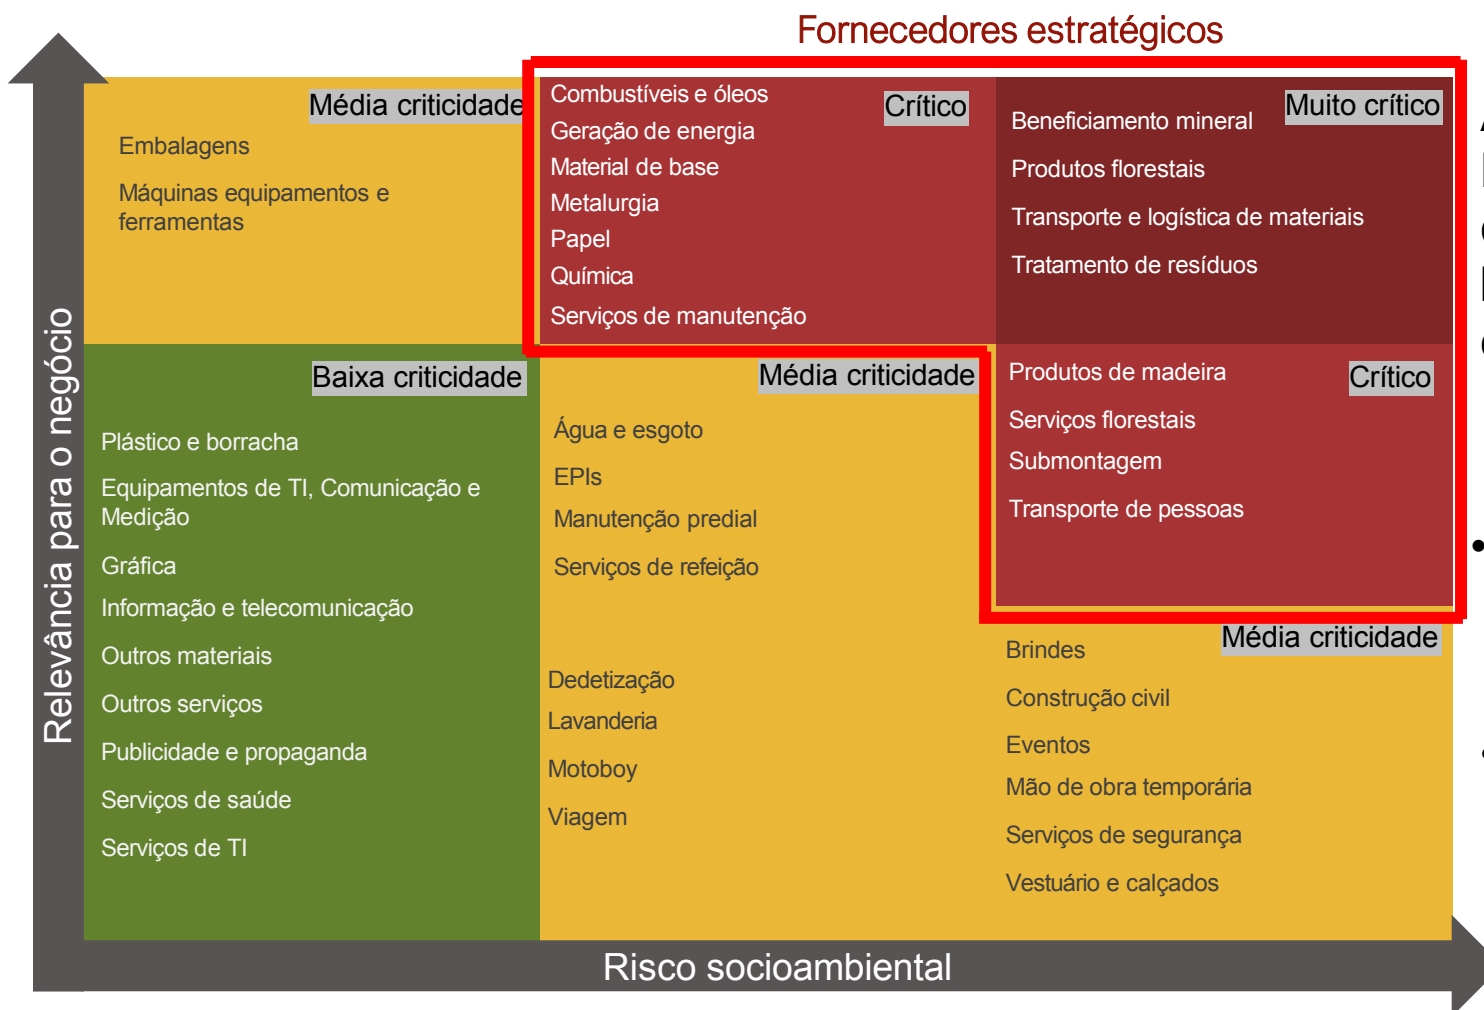 Fornecedores estratégicos
Média criticidade
Embalagens
Máquinas equipamentos e
ferramentas
Crítico
Combustíveis e óleos
Geração de energia
Material de base
Metalurgia
Papel
Química
Serviços de manutenção
Muito crítico
Beneficiamento mineral
Produtos florestais
Transporte e logística de materiais
Tratamento de resíduos
Baixa criticidade
Plástico e borracha
Equipamentos de TI, Comunicação e
Medição
Gráfica
Informação e telecomunicação
Outros materiais
Outros serviços
Publicidade e propaganda
Serviços de saúde
Serviços de TI
Média criticidade
Água e esgoto
EPIs
Manutenção predial
Serviços de refeição
Dedetização
Lavanderia
Motoboy
Viagem
Crítico
Produtos de madeira
Serviços florestais
Submontagem
Transporte de pessoas
Média criticidade
Brindes
Construção civil
Eventos
Mão de obra temporária
Serviços de segurança
Vestuário e calçados
Relevância para o negócio
Risco socioambiental